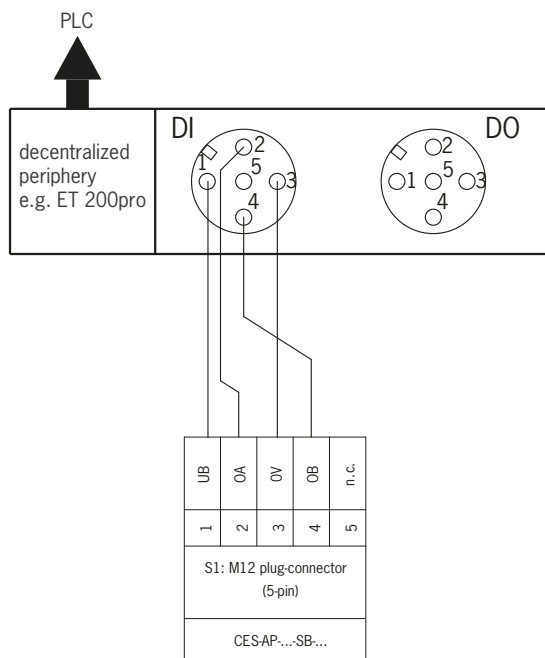 PLC
decentralized
periphery
e.g. ET 200pro
DI
1
2
5
3
4
DO
2
5
1
3
4
UB
OA
0V
OB
n.c.
1
2
3
4
5
S1: M12 plug-connector
(5-pin)
CES-AP-...-SB-...